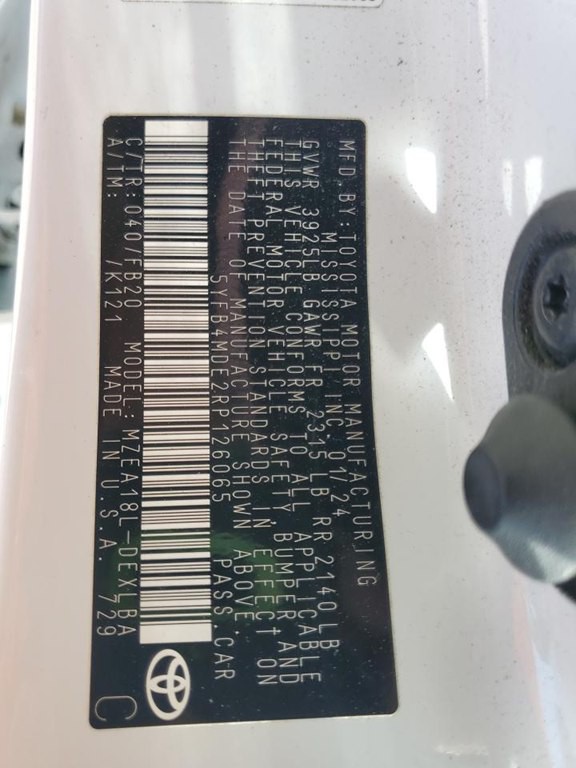 MFD. BY: TOYOTA MOTOR MANUFACTURING
MISSISSIPPI INC. 01/24
GVWR 3925LB GAWR FR 2315 LB RR 2140LB
THIS VEHICLE CONFORMS TO ALL APPLICABLE
FEDERAL MOTOR VEHICLE SAFETY, BUMPER AND
THEFT PREVENTION STANDARDS IN EFFECT ON
THE DATE OF MANUFACTURE SHOWN ABOVE.
5YFB4MDE2RP126065 PASS.CAR
C/TR: 040/FB20 MODEL: MZEA18L-DEXLBA
A/TM: /K121 MADE IN U.S.A. 729
C